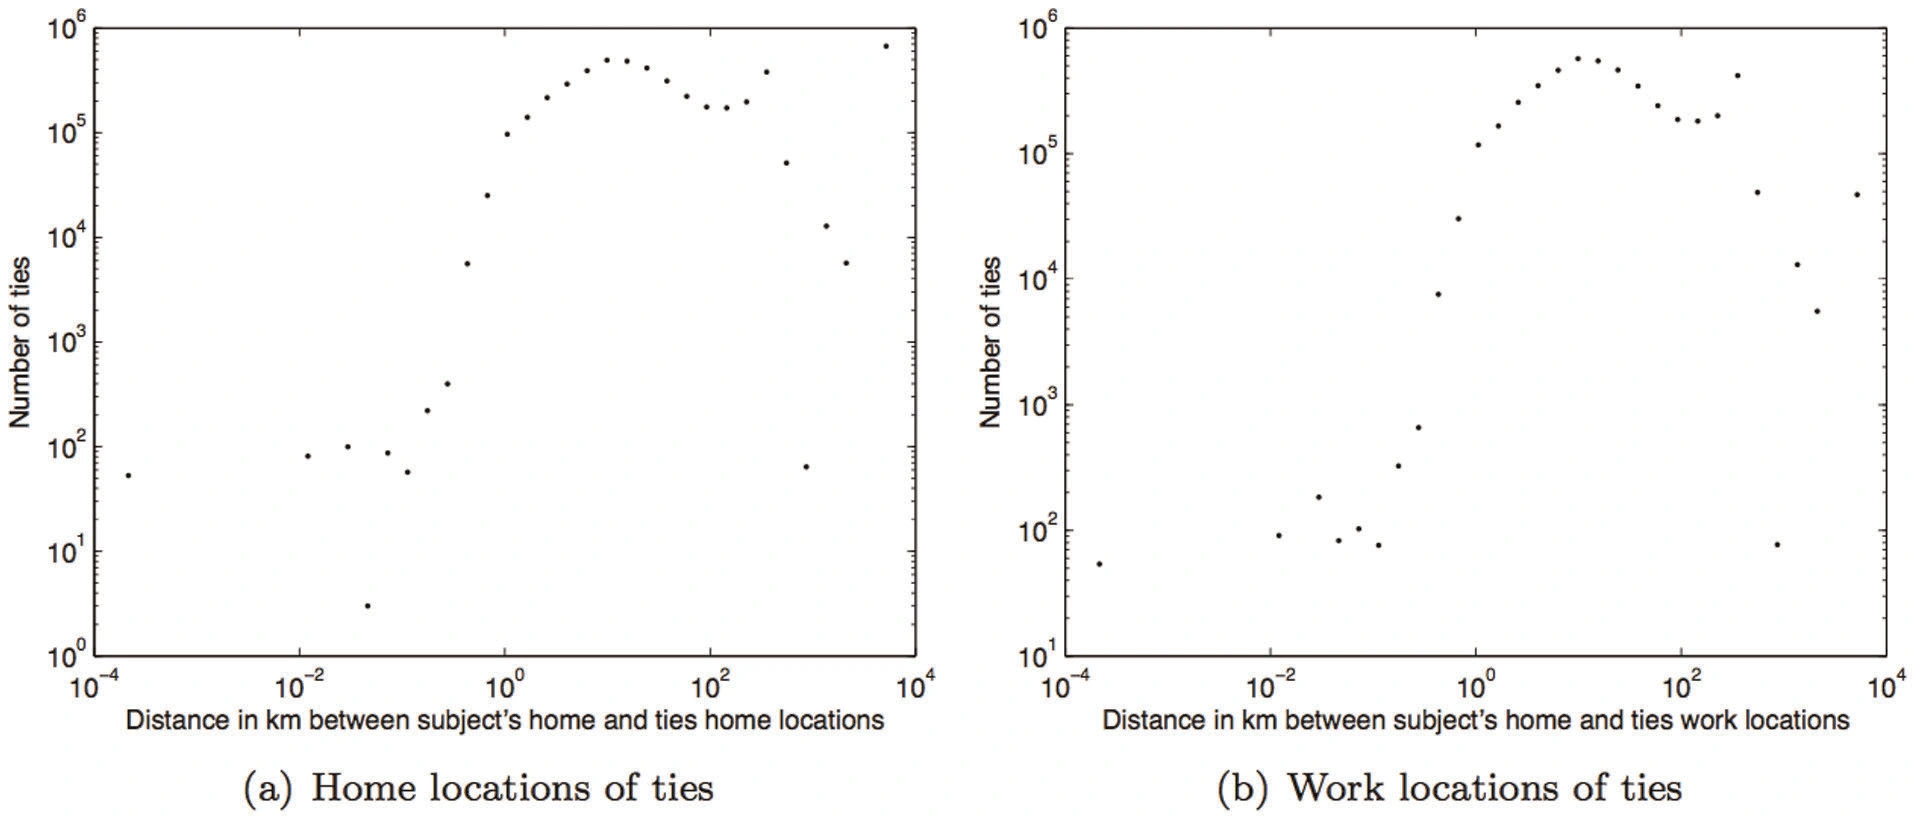 10^6
10^5
10^4
10^3
10^2
10^1
10^0
Number of ties
10^-4 10^-2 10^0 10^2 10^4
Distance in km between subject's home and ties home locations
(a) Home locations of ties
10^6
10^5
10^4
10^3
10^2
10^1
Number of ties
10^-4 10^-2 10^0 10^2 10^4
Distance in km between subject's home and ties work locations
(b) Work locations of ties